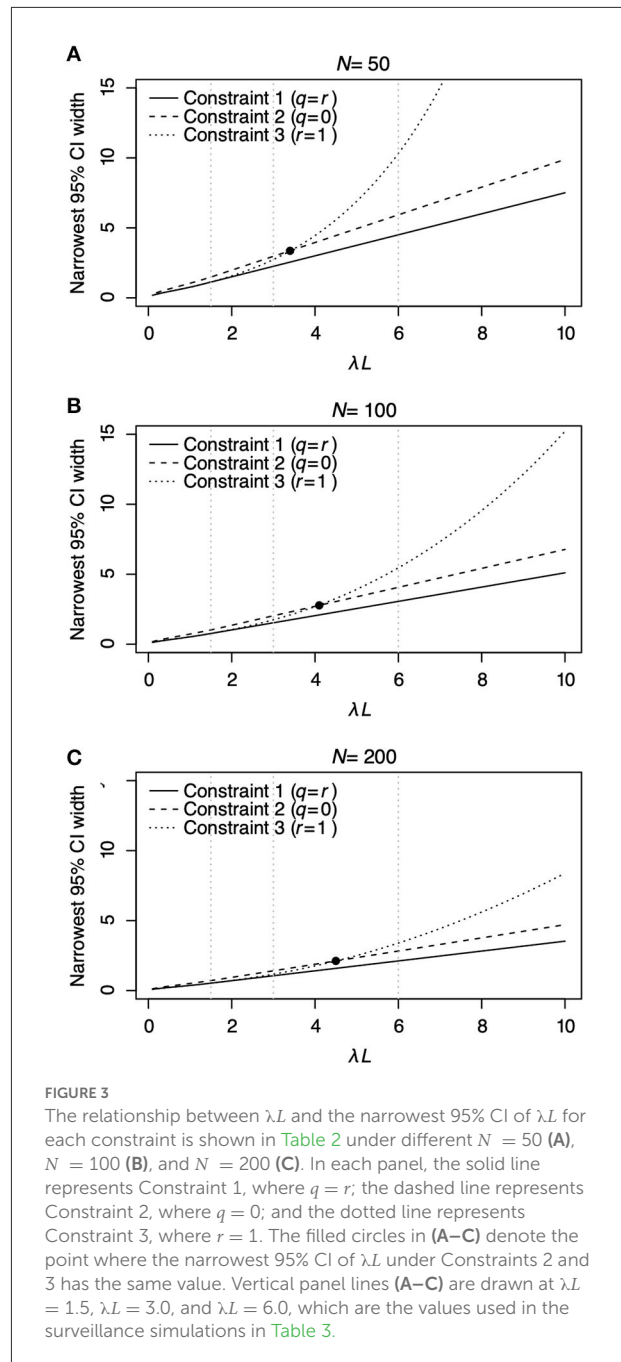 A
N= 50
Narrowest 95% CI width
15
10
5
0
Constraint 1 (q=r)
Constraint 2 (q=0)
Constraint 3 (r=1)
0 2 4 6 8 10
λL
B
N= 100
Narrowest 95% CI width
15
10
5
0
Constraint 1 (q=r)
Constraint 2 (q=0)
Constraint 3 (r=1)
0 2 4 6 8 10
λL
C
N= 200
Narrowest 95% CI width
10
5
0
Constraint 1 (q=r)
Constraint 2 (q=0)
Constraint 3 (r=1)
0 2 4 6 8 10
λL
FIGURE 3
The relationship between λL and the narrowest 95% CI of λL for
each constraint is shown in Table 2 under different N = 50 (A),
N = 100 (B), and N = 200 (C). In each panel, the solid line
represents Constraint 1, where q = r; the dashed line represents
Constraint 2, where q = 0; and the dotted line represents
Constraint 3, where r = 1. The filled circles in (A–C) denote the
point where the narrowest 95% CI of λL under Constraints 2 and
3 has the same value. Vertical panel lines (A–C) are drawn at λL
= 1.5, λL = 3.0, and λL = 6.0, which are the values used in the
surveillance simulations in Table 3.